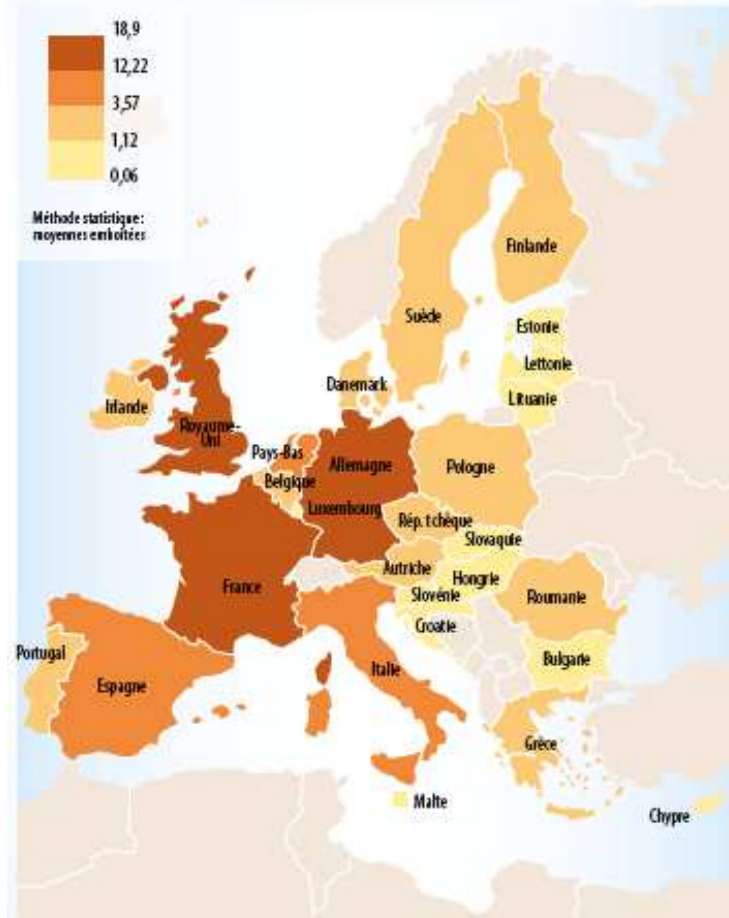 18,9
12,22
3,57
1,12
0,06
Méthode statistique :
moyennes emboîtées
Finlande
Suède
Estonie
Lettonie
Danemark
Lituanie
Irlande
Royaume-
Uni
Pays-Bas
Allemagne
Pologne
Belgique
Luxembourg
Rép. tchèque
Slovaquie
Autriche
France
Hongrie
Slovénie
Roumanie
Croatie
Portugal
Bulgarie
Espagne
Italie
Grèce
Malte
Chypre